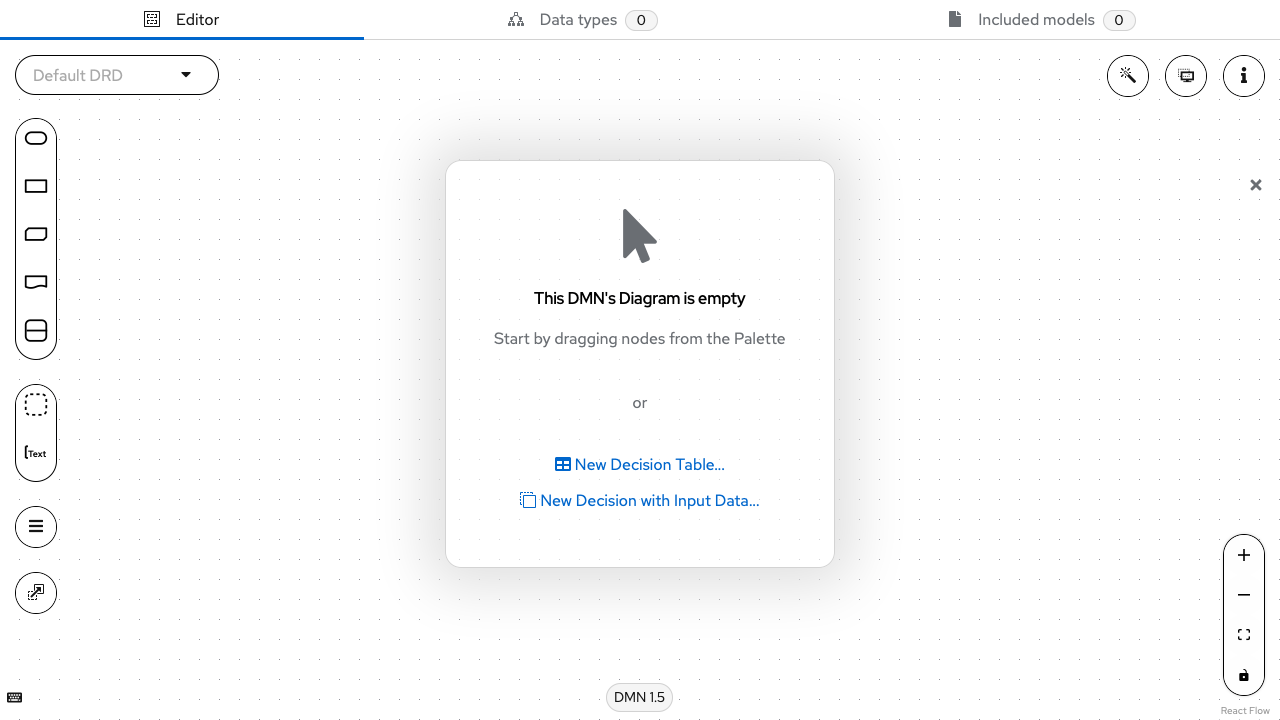 Editor
Data types 0
Included models 0
Default DRD
This DMN's Diagram is empty
Start by dragging nodes from the Palette
or
Text
New Decision Table...
New Decision with Input Data...
DMN 1.5
React Flow